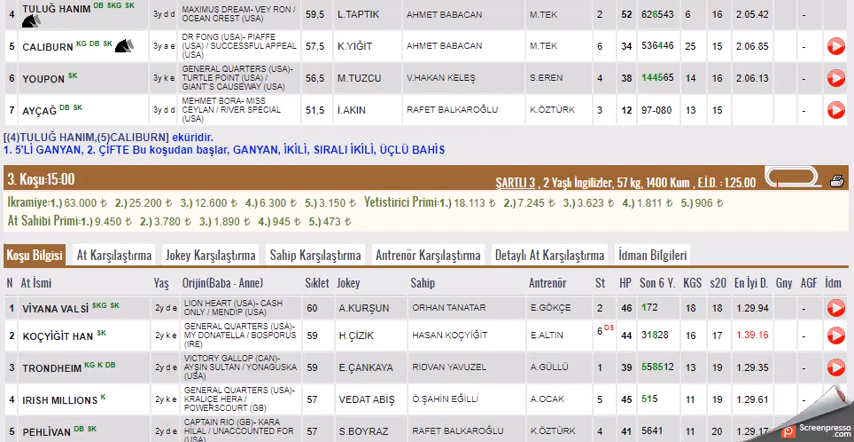 4 TULUĞ HANIM DB SKG SK 3y d d MAXIMUS DREAM- VEY RON / OCEAN CREST (USA) 59,5 L.TAPTIK AHMET BABACAN M.TEK 2 52 626543 6 16 2.05.42 -
5 CALIBURN KG DB SK 3y a e DR FONG (USA)- PIAFFE (USA) / SUCCESSFUL APPEAL (USA) 57,5 K.YİĞİT AHMET BABACAN M.TEK 6 34 536446 25 15 2.06.85 -
6 YOUPON SK 3y k e GENERAL QUARTERS (USA)- TURTLE POINT (USA) / GIANT'S CAUSEWAY (USA) 56,5 M.TUZCU V.HAKAN KELEŞ S.EREN 4 38 144565 14 16 2.06.13 -
7 AYÇAĞ DB SK 3y d d MEHMET BORA- MISS CEYLAN / RIVER SPECIAL (USA) 51,5 İ.AKIN RAFET BALKAROĞLU K.ÖZTÜRK 3 12 97-080 13 15 -
[(4)TULUĞ HANIM,(5)CALIBURN] eküridir.
1. 5'Lİ GANYAN, 2. ÇİFTE Bu koşudan başlar, GANYAN, İKİLİ, SIRALI İKİLİ, ÜÇLÜ BAHİS
3. Koşu:15:00 ŞARTLI 3 , 2 Yaşlı İngilizler, 57 kg, 1400 Kum , E.İ.D. : 1.25.00
İkramiye:1.) 63.000 ₺ 2.) 25.200 ₺ 3.) 12.600 ₺ 4.) 6.300 ₺ 5.) 3.150 ₺ Yetistirici Primi:1.) 18.113 ₺ 2.) 7.245 ₺ 3.) 3.623 ₺ 4.) 1.811 ₺ 5.) 906 ₺
At Sahibi Primi:1.) 9.450 ₺ 2.) 3.780 ₺ 3.) 1.890 ₺ 4.) 945 ₺ 5.) 473 ₺
Koşu Bilgisi At Karşılaştırma Jokey Karşılaştırma Sahip Karşılaştırma Antrenör Karşılaştırma Detaylı At Karşılaştırma İdman Bilgileri
N At İsmi Yaş Orijin(Baba - Anne) Sıklet Jokey Sahip Antrenör St HP Son 6 Y. KGS s20 En İyi D. Gny AGF İdm
1 VİYANA VALSİ SKG SK 2y d e LION HEART (USA)- CASH ONLY / MENDIP (USA) 60 A.KURŞUN ORHAN TANATAR E.GÖKÇE 2 46 172 18 18 1.29.94 -
2 KOÇYİĞİT HAN SK 2y k e GENERAL QUARTERS (USA)- MY DONATELLA / BOSPORUS (IRE) 59 H.ÇİZİK HASAN KOÇYİĞİT E.ALTIN 6 DS 44 31828 16 17 1.39.16 -
3 TRONDHEIM KG K DB 2y d e VICTORY GALLOP (CAN)- AYŞIN SULTAN / YONAGUSKA (USA) 59 E.ÇANKAYA RIDVAN YAVUZEL A.GÜLLÜ 1 39 558512 13 19 1.29.35 -
4 IRISH MILLIONS K 2y k e GENERAL QUARTERS (USA)- KRALİÇE HERA / POWERSCOURT (GB) 57 VEDAT ABİŞ Ö.ŞAHİN EĞİLLİ A.OCAK 5 45 515 11 19 1.29.61 -
5 PEHLİVAN DB SK 2y d e CAPTAIN RIO (GB)- KARA HİLAL / UNACCOUNTED FOR (USA) 57 S.BOYRAZ RAFET BALKAROĞLU K.ÖZTÜRK 4 41 5641 11 20 1.29.17
Screenpresso
.com